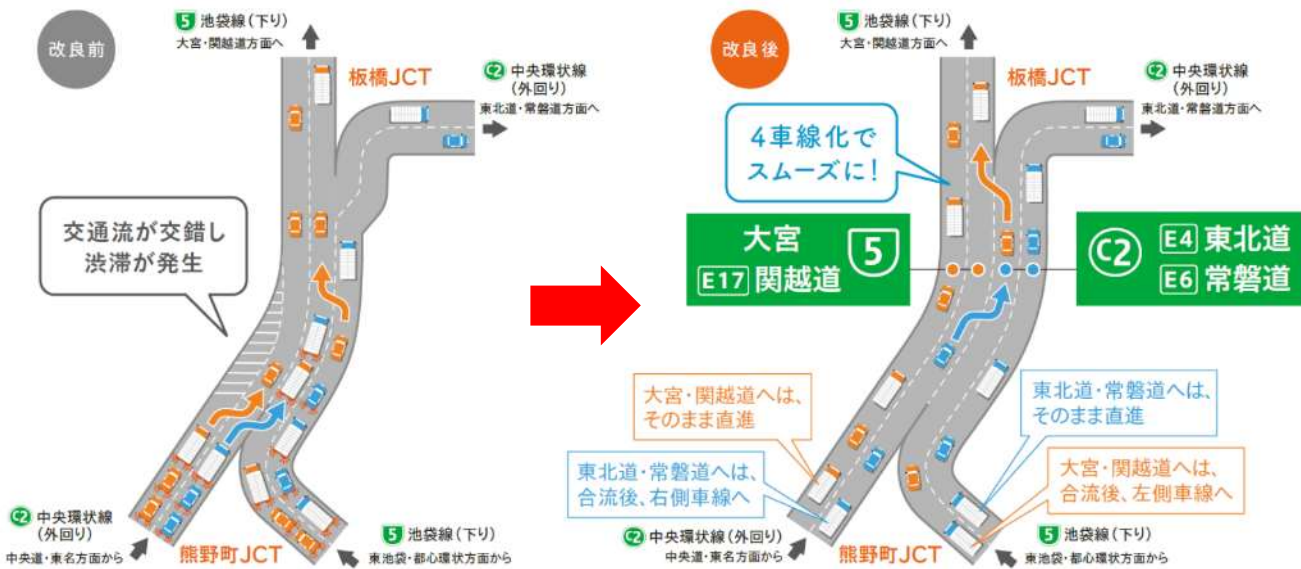 改良前
5 池袋線(下り)
大宮・関越道方面へ
板橋JCT
C2 中央環状線
(外回り)
東北道・常磐道方面へ
交通流が交錯し
渋滞が発生
C2 中央環状線
(外回り)
中央道・東名方面から
熊野町JCT
5 池袋線(下り)
東池袋・都心環状方面から
改良後
5 池袋線(下り)
大宮・関越道方面へ
板橋JCT
C2 中央環状線
(外回り)
東北道・常磐道方面へ
4車線化で
スムーズに!
大宮
E17 関越道
5
C2
E4 東北道
E6 常磐道
大宮・関越道へは、
そのまま直進
東北道・常磐道へは、
合流後、右側車線へ
東北道・常磐道へは、
そのまま直進
大宮・関越道へは、
合流後、左側車線へ
C2 中央環状線(外回り)
中央道・東名方面から
熊野町JCT
5 池袋線(下り)
東池袋・都心環状方面から